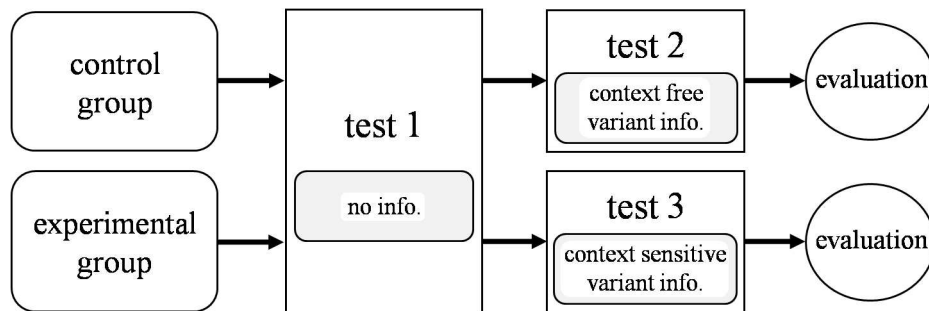 control
group
test 1
no info.
test 2
context free
variant info.
evaluation
experimental
group
test 3
context sensitive
variant info.
evaluation